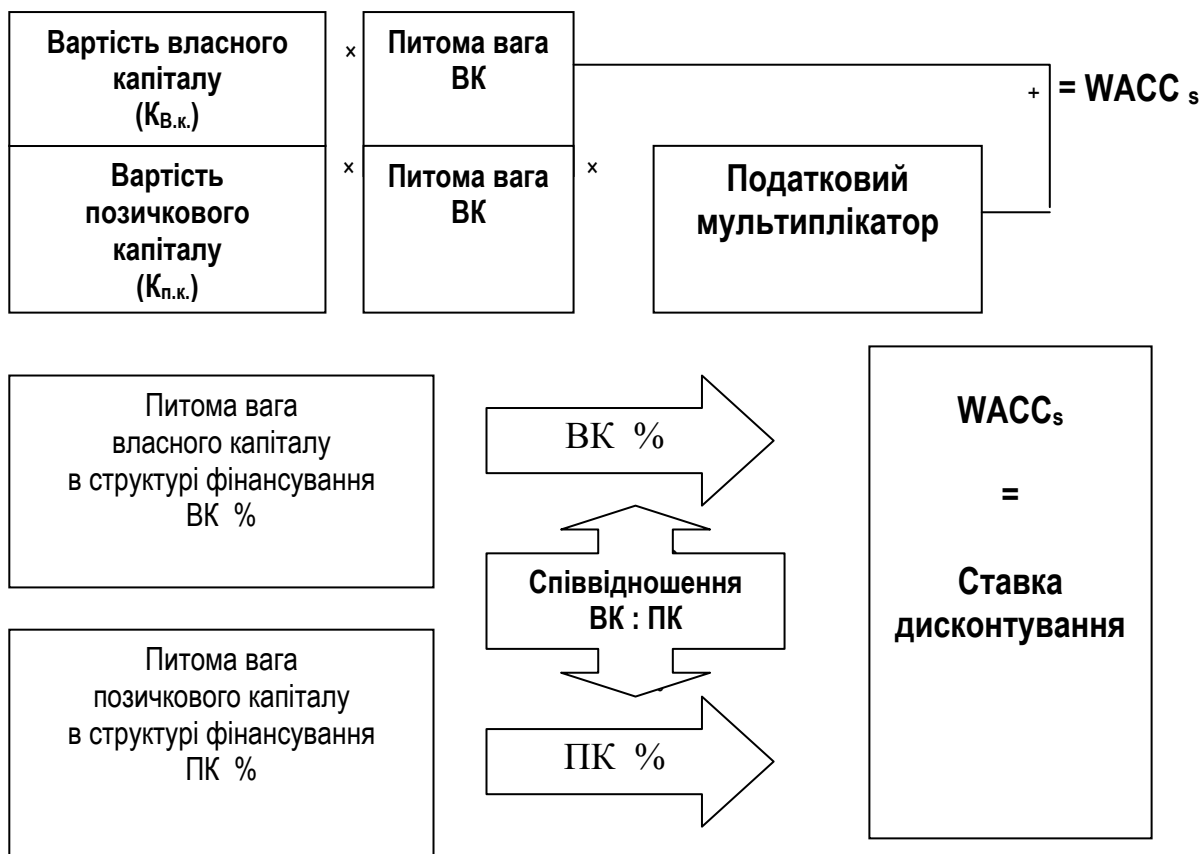 Вартість власного
капіталу
(КВ.к.)
×
Питома вага
ВК
+
= WACC s
Вартість
позичкового
капіталу
(Кп.к.)
×
Питома вага
ВК
×
Податковий
мультиплікатор
Питома вага
власного капіталу
в структурі фінансування
ВК %
ВК %
Співвідношення
ВК : ПК
Питома вага
позичкового капіталу
в структурі фінансування
ПК %
ПК %
WACCs
=
Ставка
дисконтування